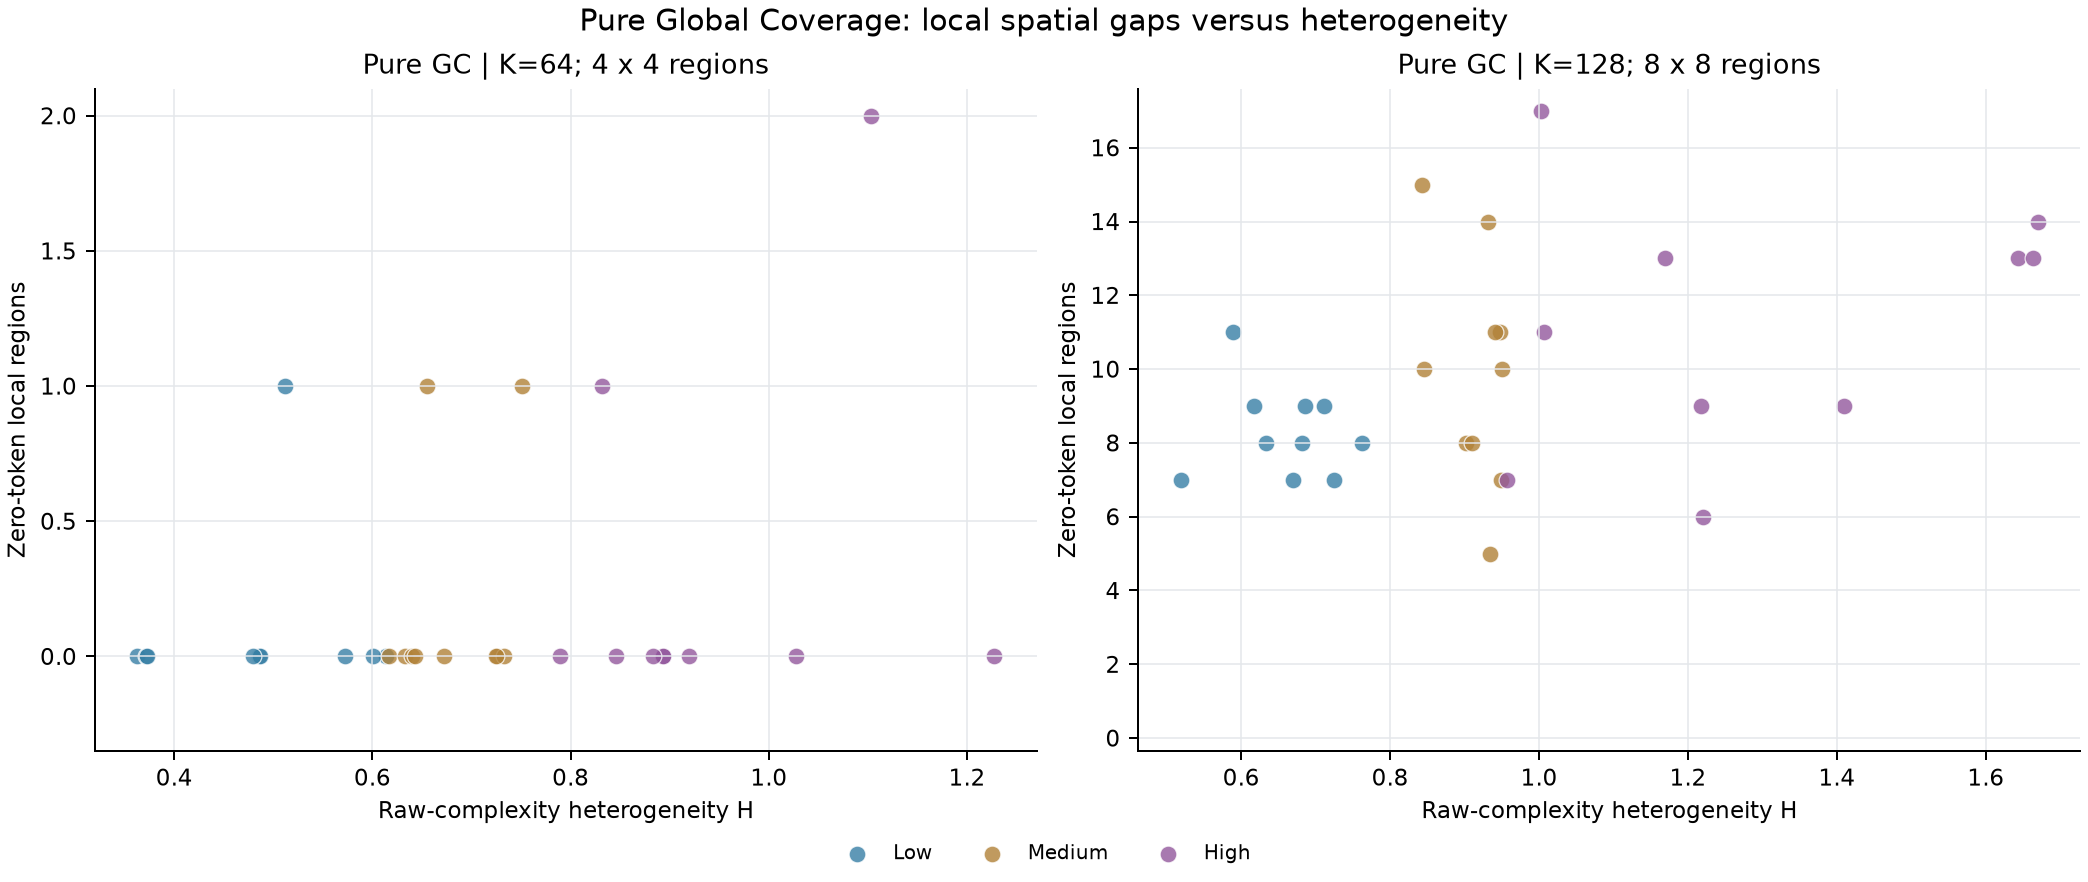 Pure Global Coverage: local spatial gaps versus heterogeneity
Pure GC | K=64; 4 x 4 regions
Zero-token local regions
2.0
1.5
1.0
0.5
0.0
0.4 0.6 0.8 1.0 1.2
Raw-complexity heterogeneity H
Pure GC | K=128; 8 x 8 regions
Zero-token local regions
16
14
12
10
8
6
4
2
0
0.6 0.8 1.0 1.2 1.4 1.6
Raw-complexity heterogeneity H
Low Medium High